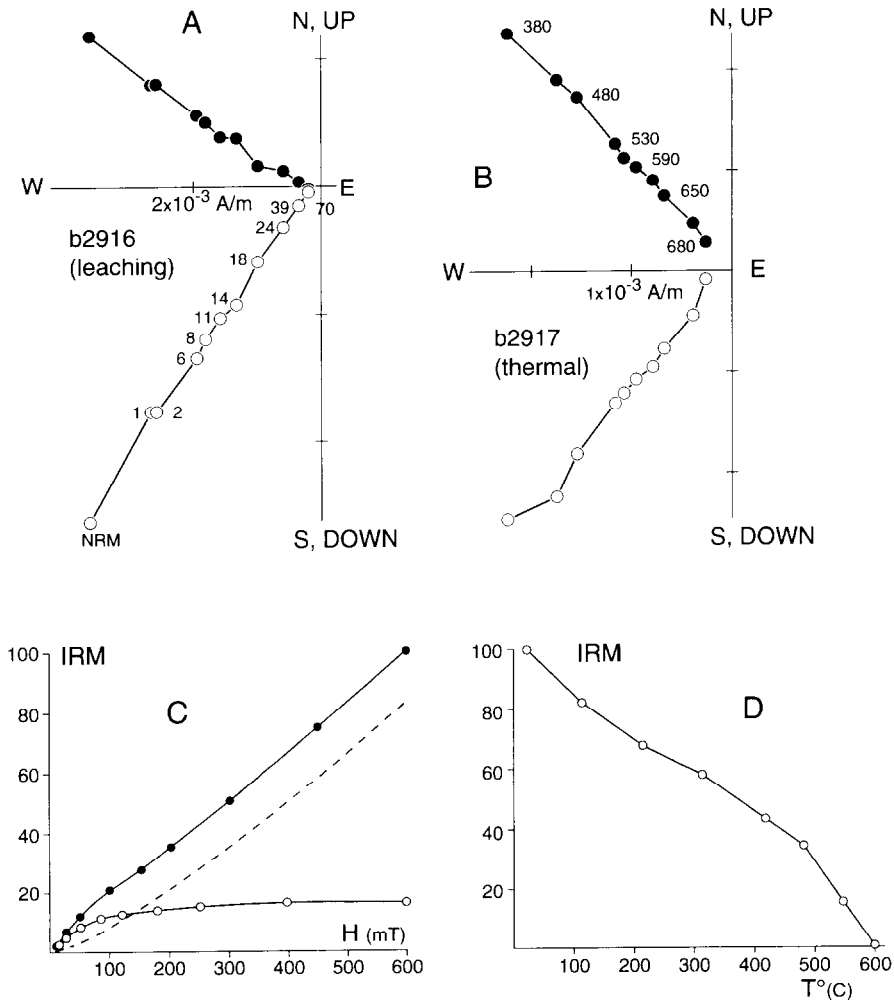 A
N, UP
W
E
2x10⁻³ A/m
b2916
(leaching)
70
39
24
18
14
11
8
6
1
2
NRM
S, DOWN
N, UP
380
480
530
590
B
650
680
W
E
1x10⁻³ A/m
b2917
(thermal)
S, DOWN
100
IRM
C
80
60
40
20
H (mT)
100
200
300
400
500
600
100
IRM
D
80
60
40
20
100
200
300
400
500
600
T°(C)